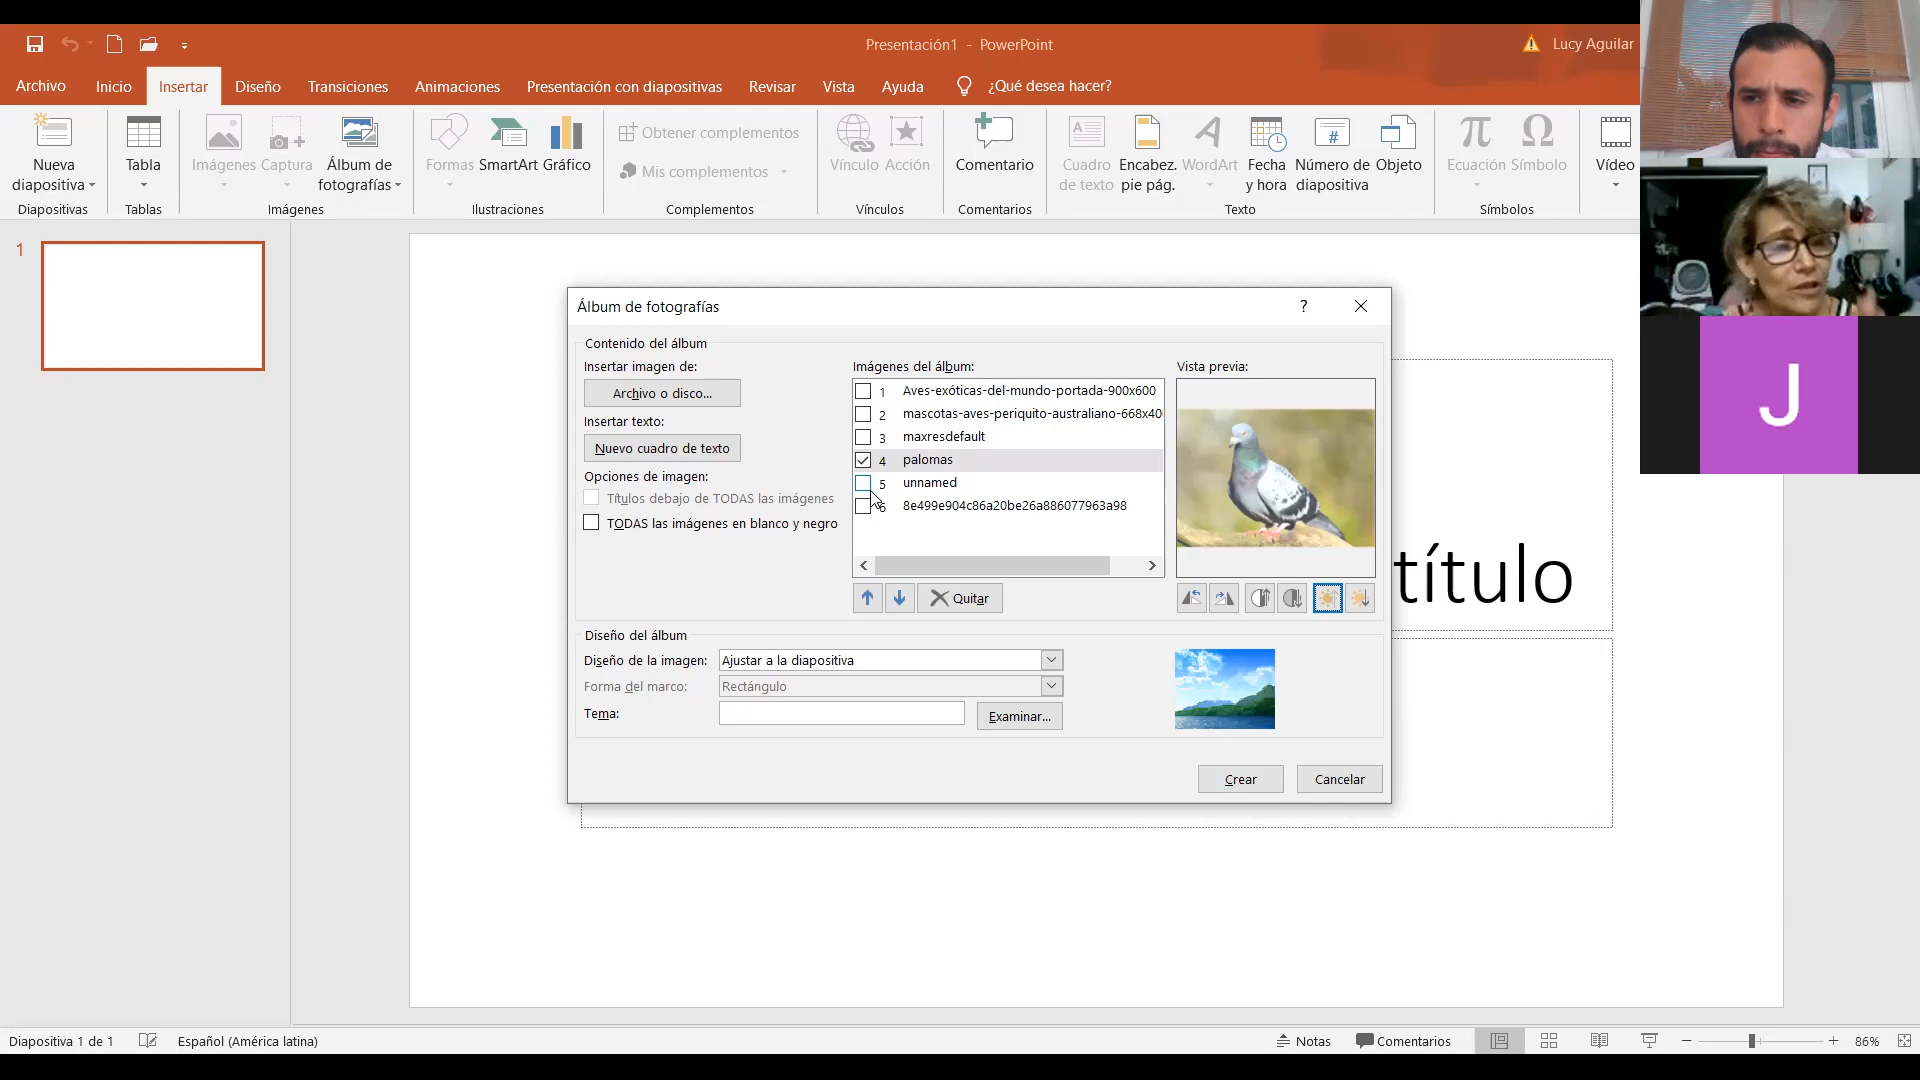 Presentación1 - PowerPoint
Lucy Aguilar
Archivo Inicio Insertar Diseño Transiciones Animaciones Presentación con diapositivas Revisar Vista Ayuda ¿Qué desea hacer?
Nueva diapositiva
Tabla
Imágenes
Captura
Álbum de fotografías
Formas
SmartArt
Gráfico
Obtener complementos
Mis complementos
Vínculo
Acción
Comentario
Cuadro de texto
Encabez. pie pág.
WordArt
Fecha y hora
Número de diapositiva
Objeto
Ecuación
Símbolo
Vídeo
Diapositivas Tablas Imágenes Ilustraciones Complementos Vínculos Comentarios Texto Símbolos
1
título
Álbum de fotografías
?
Contenido del álbum
Insertar imagen de:
Archivo o disco...
Insertar texto:
Nuevo cuadro de texto
Opciones de imagen:
Títulos debajo de TODAS las imágenes
TODAS las imágenes en blanco y negro
Imágenes del álbum:
1 Aves-exóticas-del-mundo-portada-900x600
2 mascotas-aves-periquito-australiano-668x40
3 maxresdefault
4 palomas
5 unnamed
6 8e499e904c86a20be26a886077963a98
Quitar
Vista previa:
Diseño del álbum
Diseño de la imagen: Ajustar a la diapositiva
Forma del marco: Rectángulo
Tema:
Examinar...
Crear
Cancelar
J
Diapositiva 1 de 1
Español (América latina)
Notas
Comentarios
86%